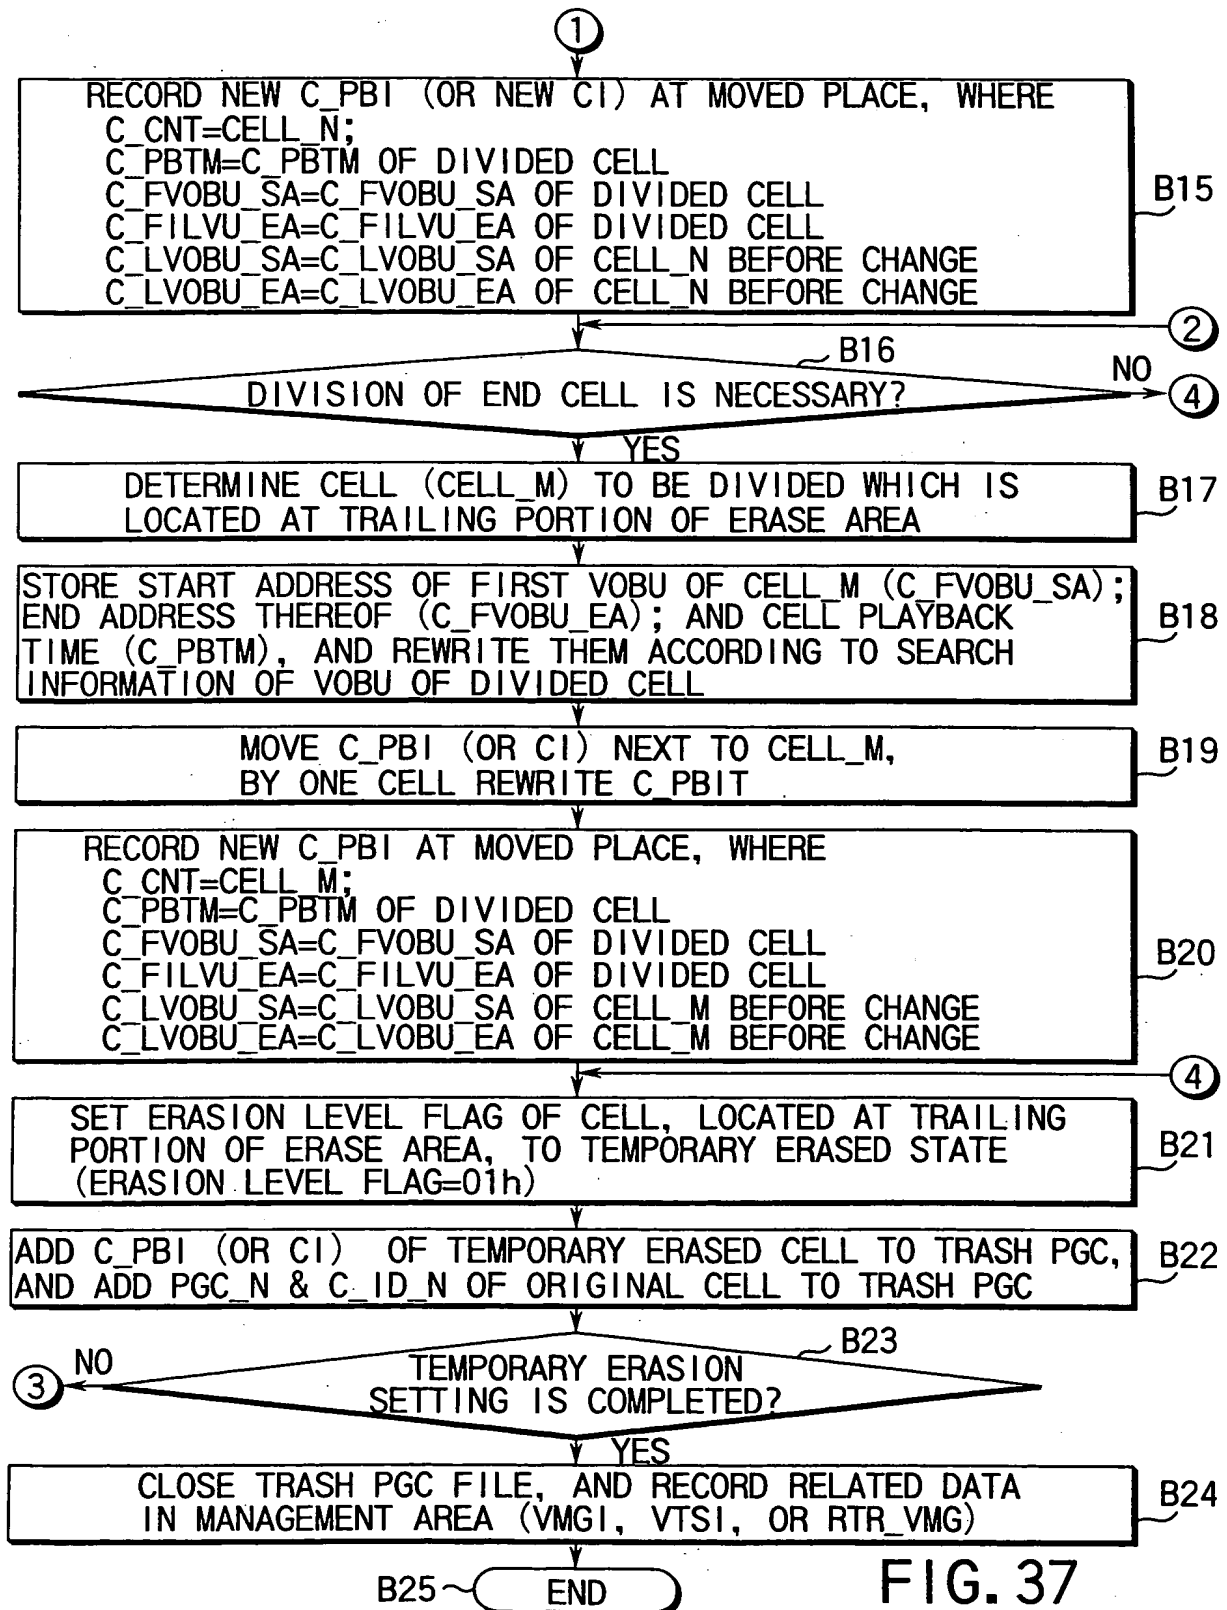 1
RECORD NEW C_PBI (OR NEW CI) AT MOVED PLACE, WHERE
C_CNT=CELL_N;
C_PBTM=C_PBTM OF DIVIDED CELL
C_FVOBU_SA=C_FVOBU_SA OF DIVIDED CELL
C_FILVU_EA=C_FILVU_EA OF DIVIDED CELL
C_LVOBU_SA=C_LVOBU_SA OF CELL_N BEFORE CHANGE
C_LVOBU_EA=C_LVOBU_EA OF CELL_N BEFORE CHANGE
B15
2
B16
DIVISION OF END CELL IS NECESSARY?
NO
4
YES
DETERMINE CELL (CELL_M) TO BE DIVIDED WHICH IS
LOCATED AT TRAILING PORTION OF ERASE AREA
B17
STORE START ADDRESS OF FIRST VOBU OF CELL_M (C_FVOBU_SA);
END ADDRESS THEREOF (C_FVOBU_EA); AND CELL PLAYBACK
TIME (C_PBTM), AND REWRITE THEM ACCORDING TO SEARCH
INFORMATION OF VOBU OF DIVIDED CELL
B18
MOVE C_PBI (OR CI) NEXT TO CELL_M,
BY ONE CELL REWRITE C_PBIT
B19
RECORD NEW C_PBI AT MOVED PLACE, WHERE
C_CNT=CELL_M;
C_PBTM=C_PBTM OF DIVIDED CELL
C_FVOBU_SA=C_FVOBU_SA OF DIVIDED CELL
C_FILVU_EA=C_FILVU_EA OF DIVIDED CELL
C_LVOBU_SA=C_LVOBU_SA OF CELL_M BEFORE CHANGE
C_LVOBU_EA=C_LVOBU_EA OF CELL_M BEFORE CHANGE
B20
4
SET ERASION LEVEL FLAG OF CELL, LOCATED AT TRAILING
PORTION OF ERASE AREA, TO TEMPORARY ERASED STATE
(ERASION LEVEL FLAG=01h)
B21
ADD C_PBI (OR CI) OF TEMPORARY ERASED CELL TO TRASH PGC,
AND ADD PGC_N & C_ID_N OF ORIGINAL CELL TO TRASH PGC
B22
B23
TEMPORARY ERASION
SETTING IS COMPLETED?
NO
3
YES
CLOSE TRASH PGC FILE, AND RECORD RELATED DATA
IN MANAGEMENT AREA (VMGI, VTSI, OR RTR_VMG)
B24
B25
END
FIG. 37